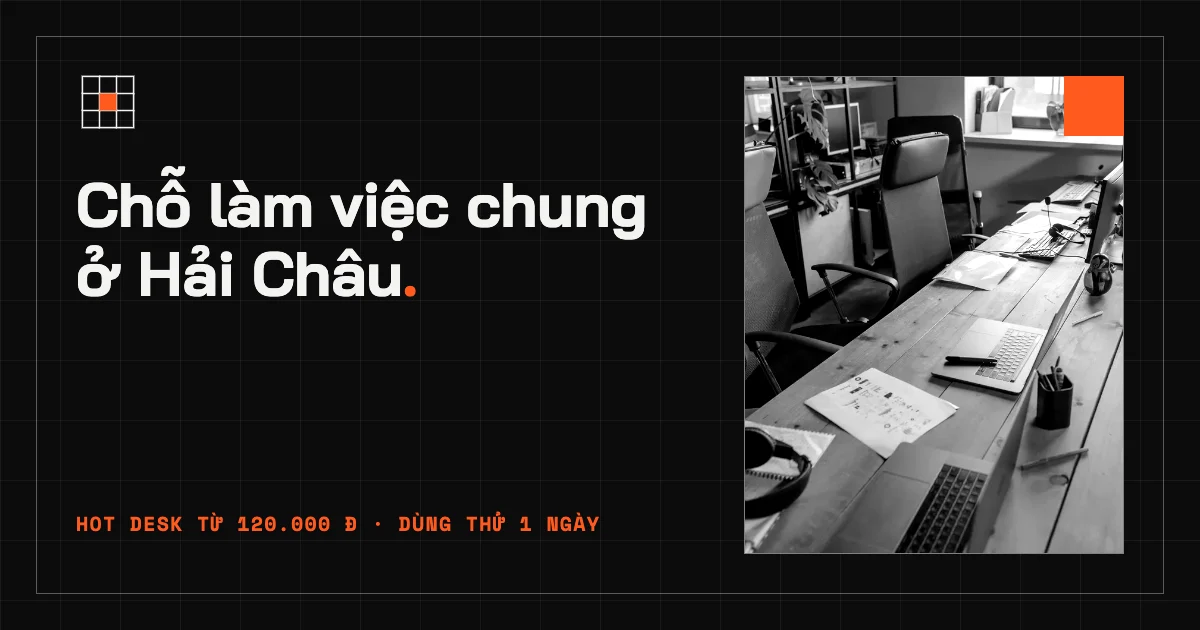 Chỗ làm việc chung
ở Hải Châu.
HOT DESK TỪ 120.000 Đ · DÙNG THỬ 1 NGÀY